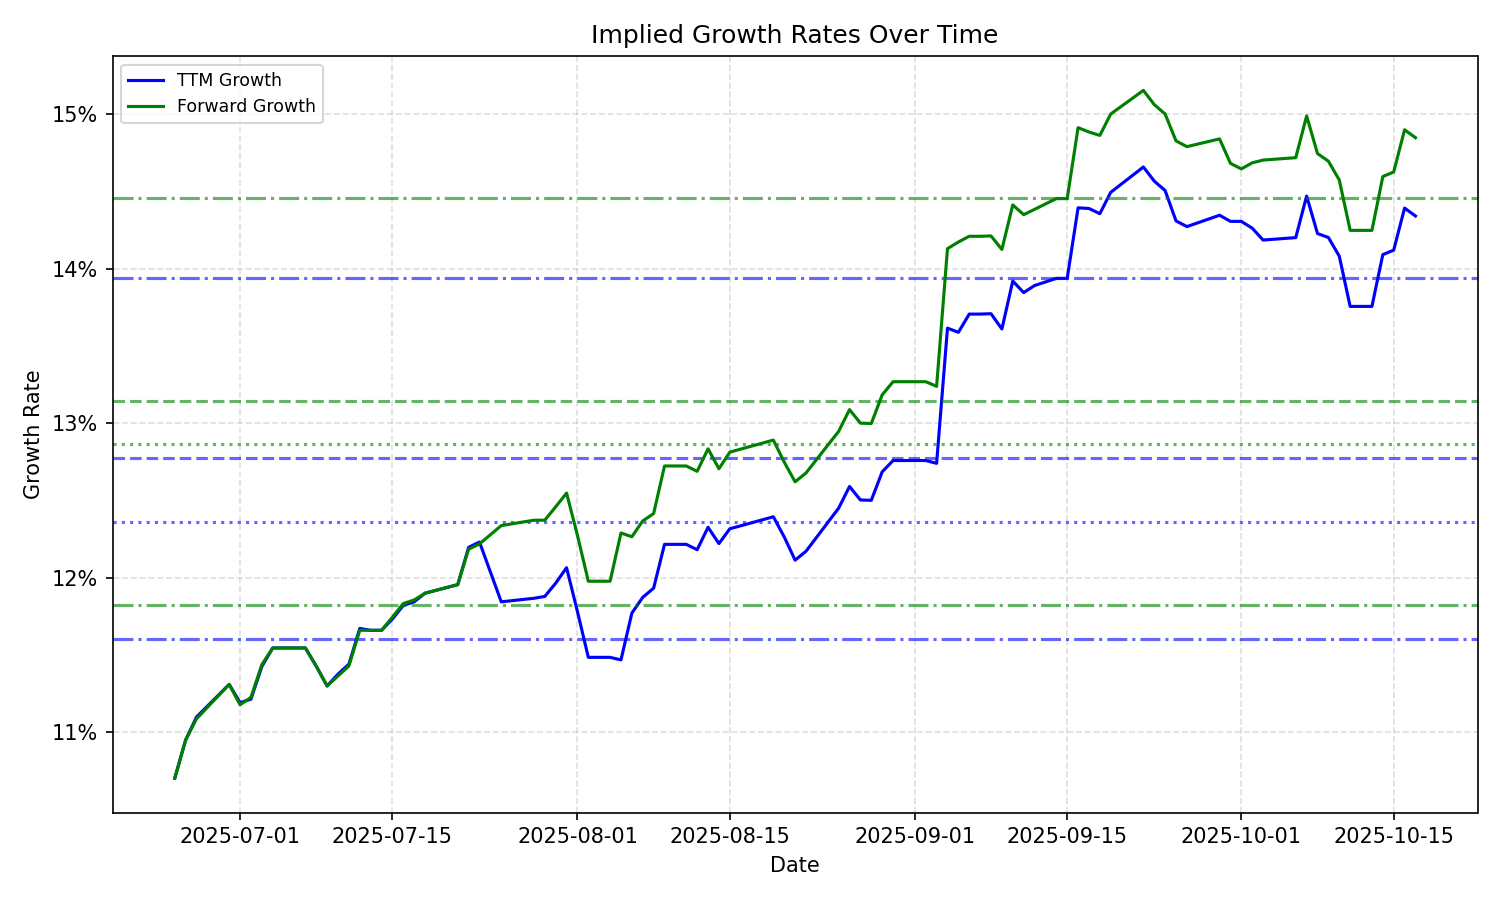 Implied Growth Rates Over Time
TTM Growth
Forward Growth
15%
14%
13%
12%
11%
Growth Rate
2025-07-01 2025-07-15 2025-08-01 2025-08-15 2025-09-01 2025-09-15 2025-10-01 2025-10-15
Date